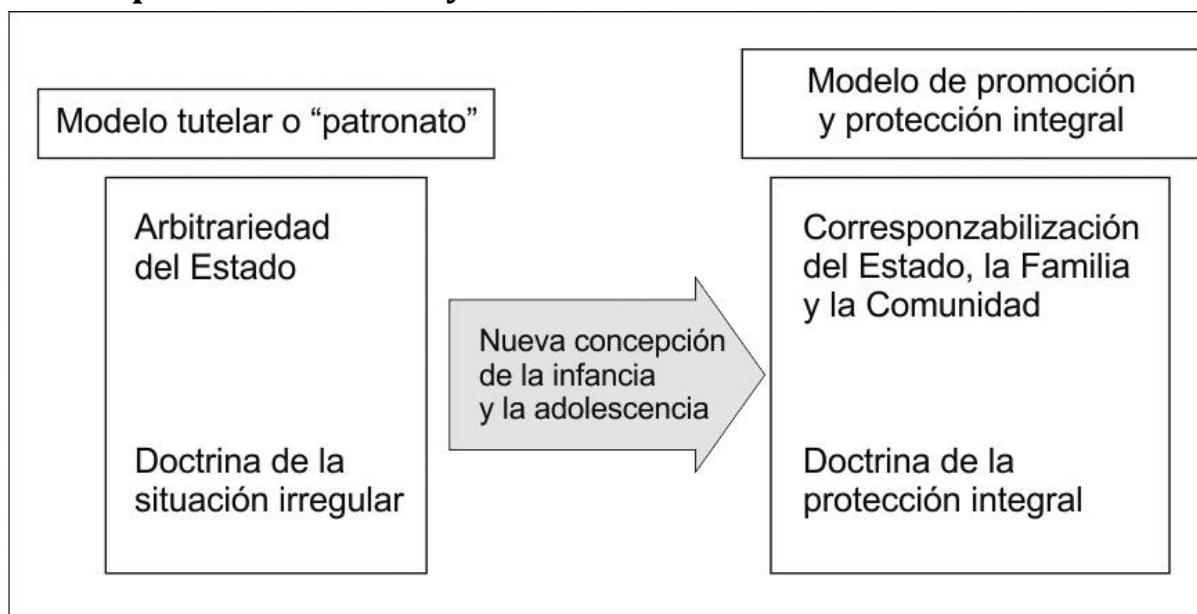 Modelo tutelar o “patronato”
Arbitrariedad
del Estado
Doctrina de la
situación irregular
Nueva concepción
de la infancia
y la adolescencia
Modelo de promoción
y protección integral
Corresponzabilización
del Estado, la Familia
y la Comunidad
Doctrina de la
protección integral